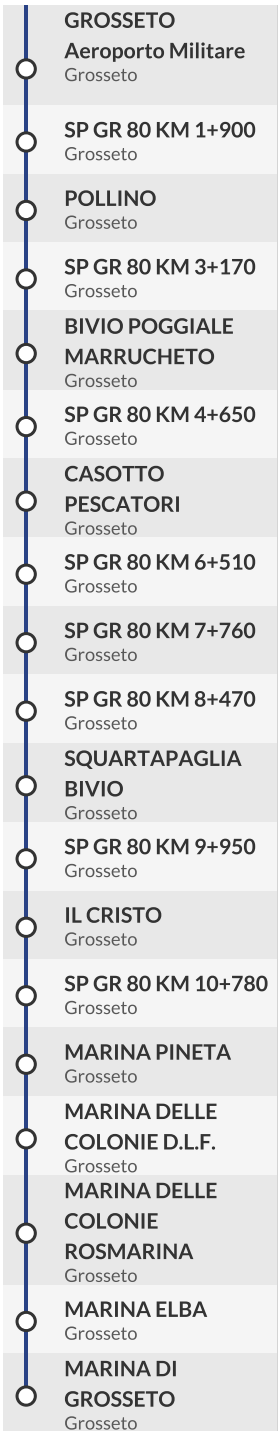 GROSSETO
Aeroporto Militare
Grosseto
SP GR 80 KM 1+900
Grosseto
POLLINO
Grosseto
SP GR 80 KM 3+170
Grosseto
BIVIO POGGIALE
MARRUCHETO
Grosseto
SP GR 80 KM 4+650
Grosseto
CASOTTO
PESCATORI
Grosseto
SP GR 80 KM 6+510
Grosseto
SP GR 80 KM 7+760
Grosseto
SP GR 80 KM 8+470
Grosseto
SQUARTAPAGLIA
BIVIO
Grosseto
SP GR 80 KM 9+950
Grosseto
IL CRISTO
Grosseto
SP GR 80 KM 10+780
Grosseto
MARINA PINETA
Grosseto
MARINA DELLE
COLONIE D.L.F.
Grosseto
MARINA DELLE
COLONIE
ROSMARINA
Grosseto
MARINA ELBA
Grosseto
MARINA DI
GROSSETO
Grosseto